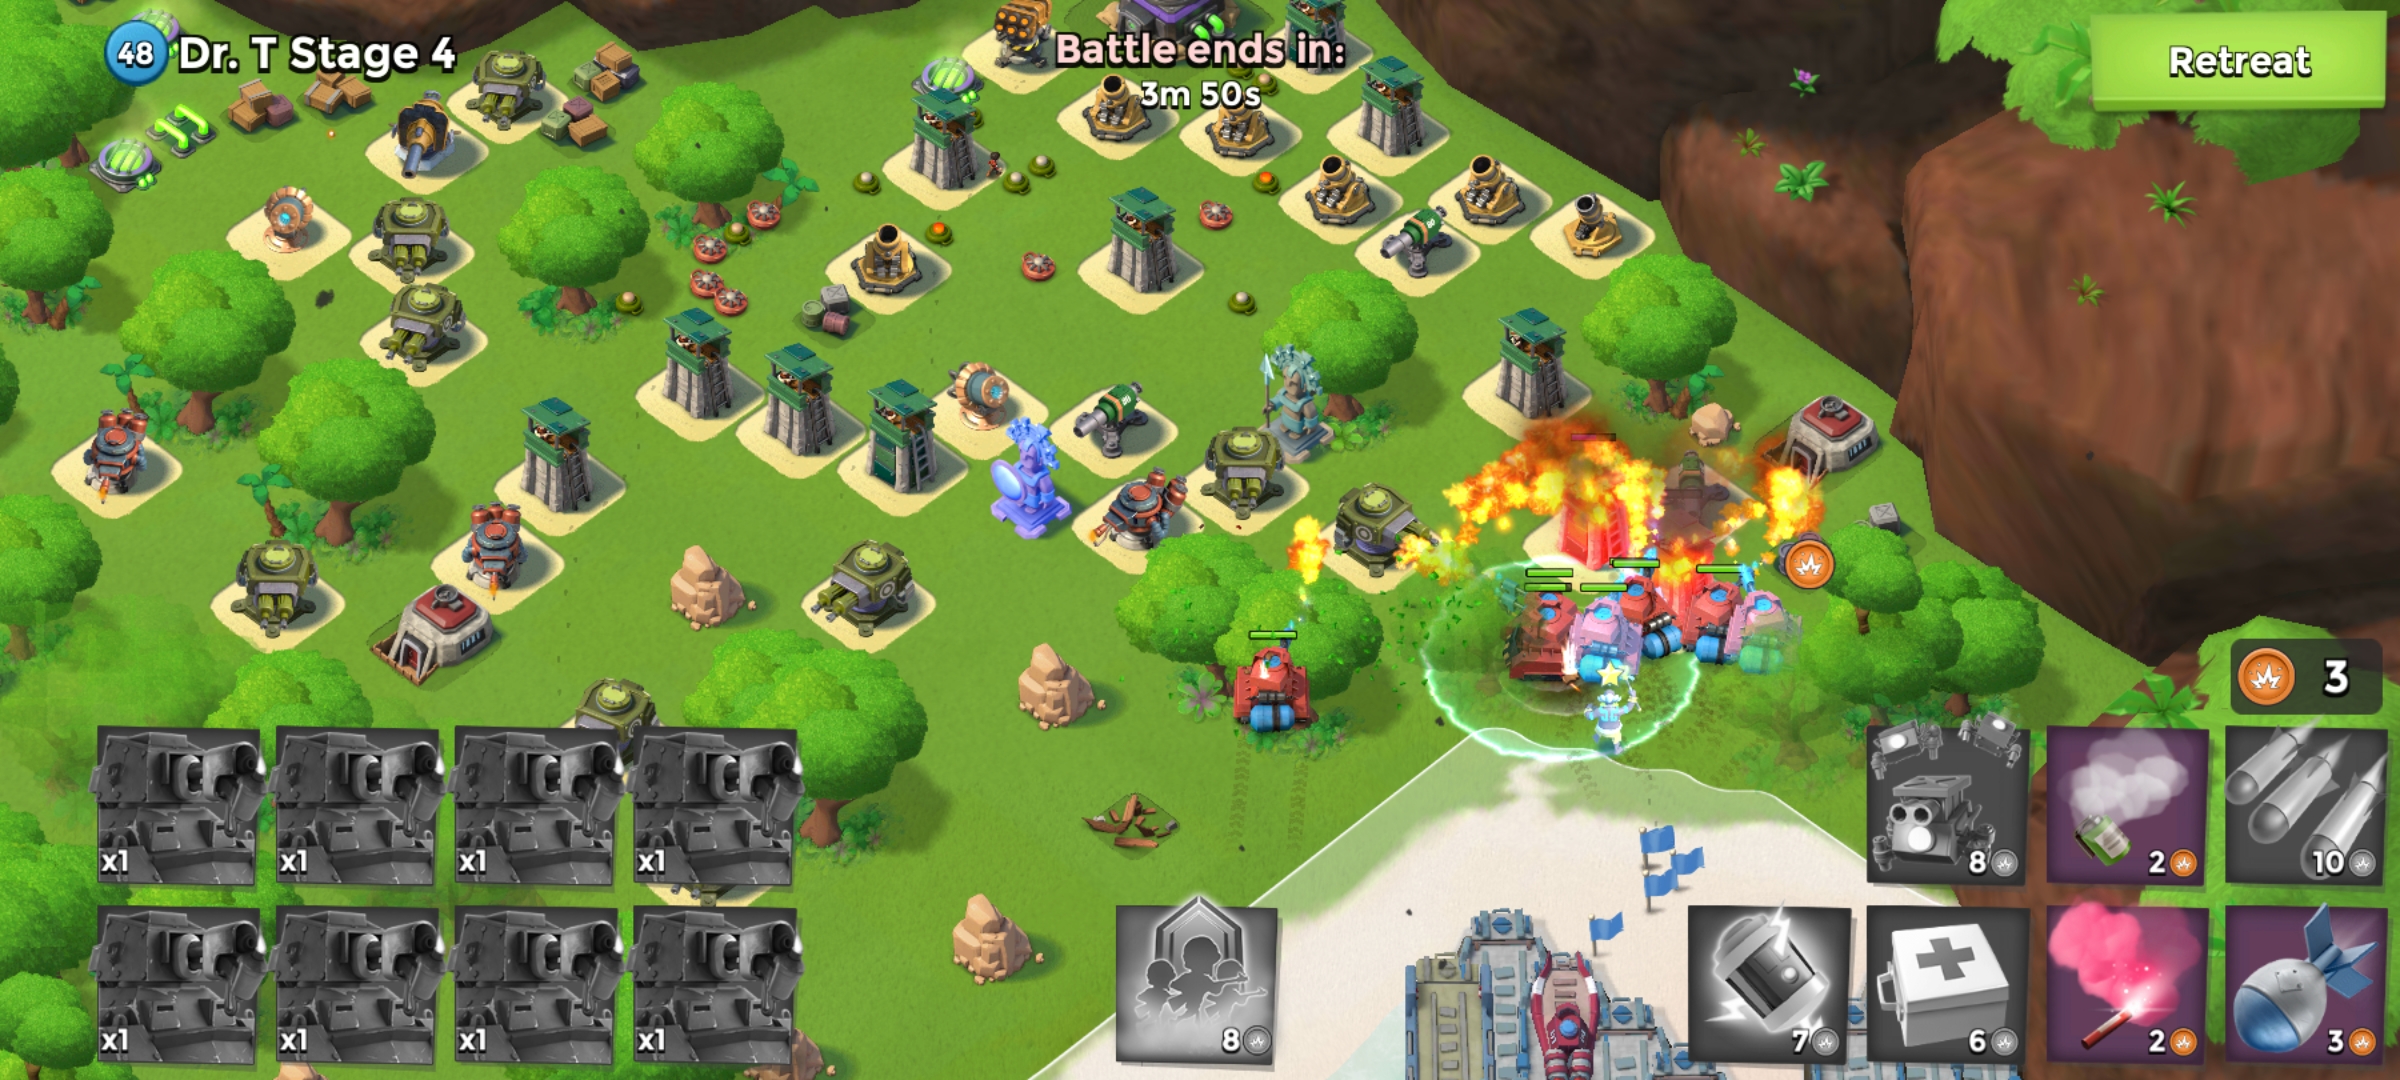 48 Dr. T Stage 4
Battle ends in:
3m 50s
Retreat
3
x1 x1 x1 x1
8 2 10
x1 x1 x1 x1
8 7 6 2 3